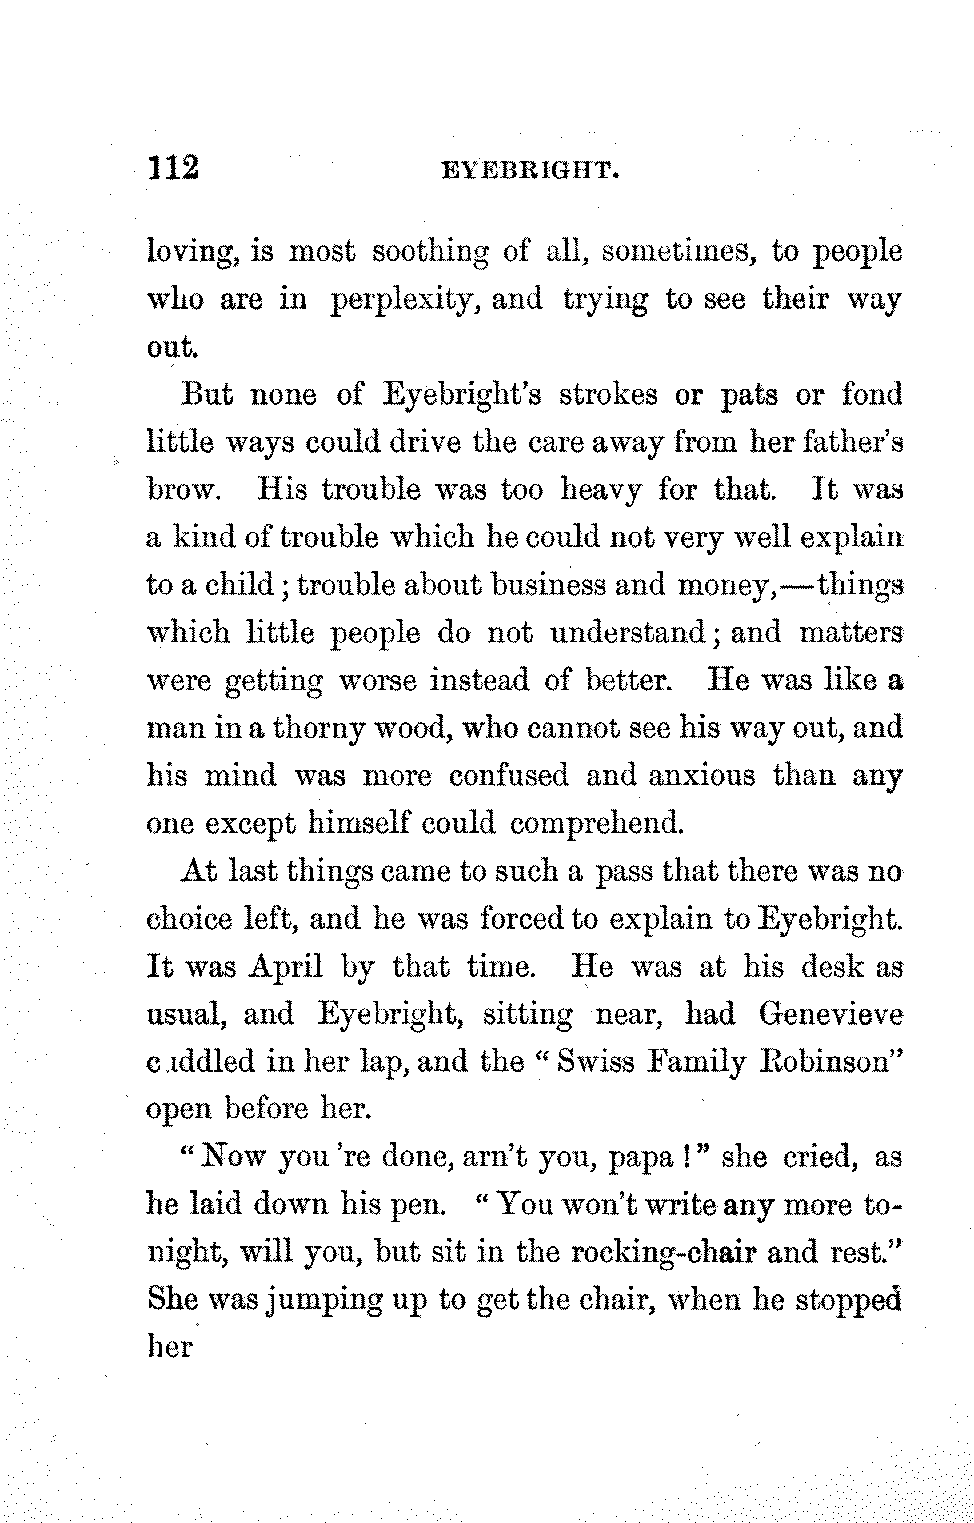 112 EYEBRIGHT.
loving, is most soothing of all, sometimes, to people
who are in perplexity, and trying to see their way
out.
But none of Eyebright's strokes or pats or fond
little ways could drive the care away from her father's
brow. His trouble was too heavy for that. It was
a kind of trouble which he could not very well explain
to a child; trouble about business and money,—things
which little people do not understand; and matters
were getting worse instead of better. He was like a
man in a thorny wood, who cannot see his way out, and
his mind was more confused and anxious than any
one except himself could comprehend.
At last things came to such a pass that there was no
choice left, and he was forced to explain to Eyebright.
It was April by that time. He was at his desk as
usual, and Eyebright, sitting near, had Genevieve
cuddled in her lap, and the "Swiss Family Robinson"
open before her.
"Now you 're done, arn't you, papa!" she cried, as
he laid down his pen. "You won't write any more to-
night, will you, but sit in the rocking-chair and rest."
She was jumping up to get the chair, when he stopped
her